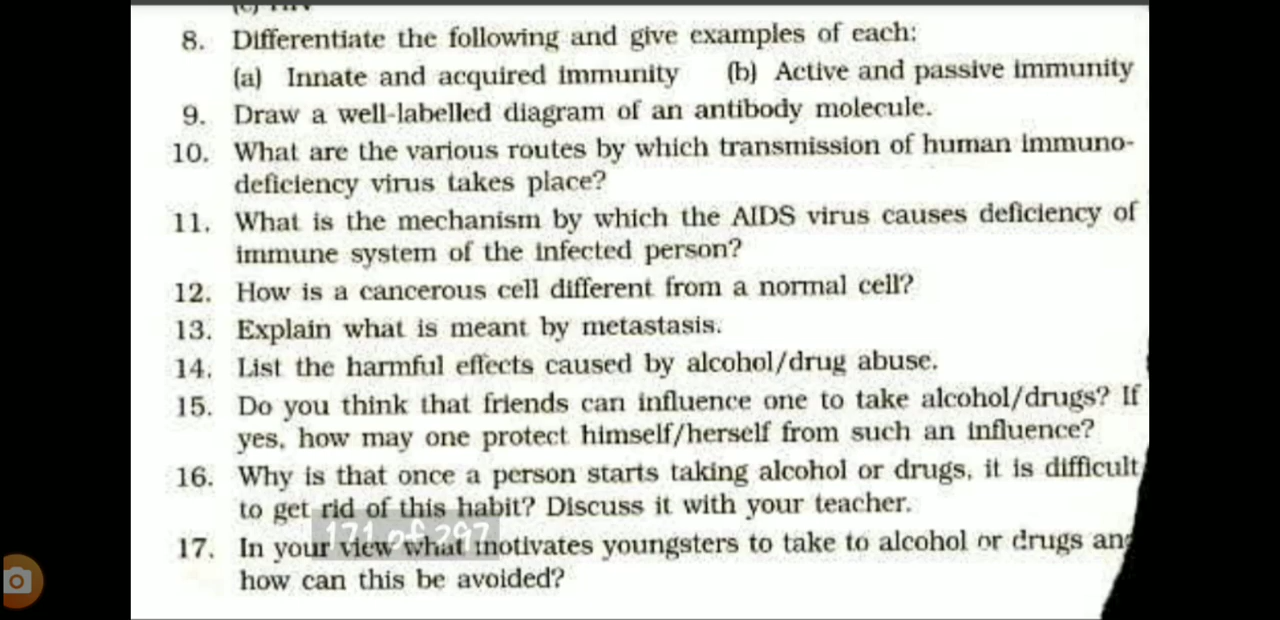 8. Differentiate the following and give examples of each:
(a) Innate and acquired immunity (b) Active and passive immunity
9. Draw a well-labelled diagram of an antibody molecule.
10. What are the various routes by which transmission of human immuno-
deficiency virus takes place?
11. What is the mechanism by which the AIDS virus causes deficiency of
immune system of the infected person?
12. How is a cancerous cell different from a normal cell?
13. Explain what is meant by metastasis.
14. List the harmful effects caused by alcohol/drug abuse.
15. Do you think that friends can influence one to take alcohol/drugs? If
yes, how may one protect himself/herself from such an influence?
16. Why is that once a person starts taking alcohol or drugs, it is difficult
to get rid of this habit? Discuss it with your teacher.
171 of 297
17. In your view what motivates youngsters to take to alcohol or drugs
how can this be avoided?